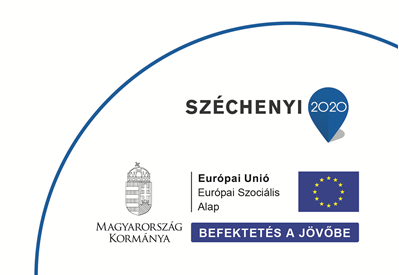 SZÉCHENYI 2020
Európai Unió
Európai Szociális
Alap
MAGYARORSZÁG
KORMÁNYA
BEFEKTETÉS A JÖVŐBE